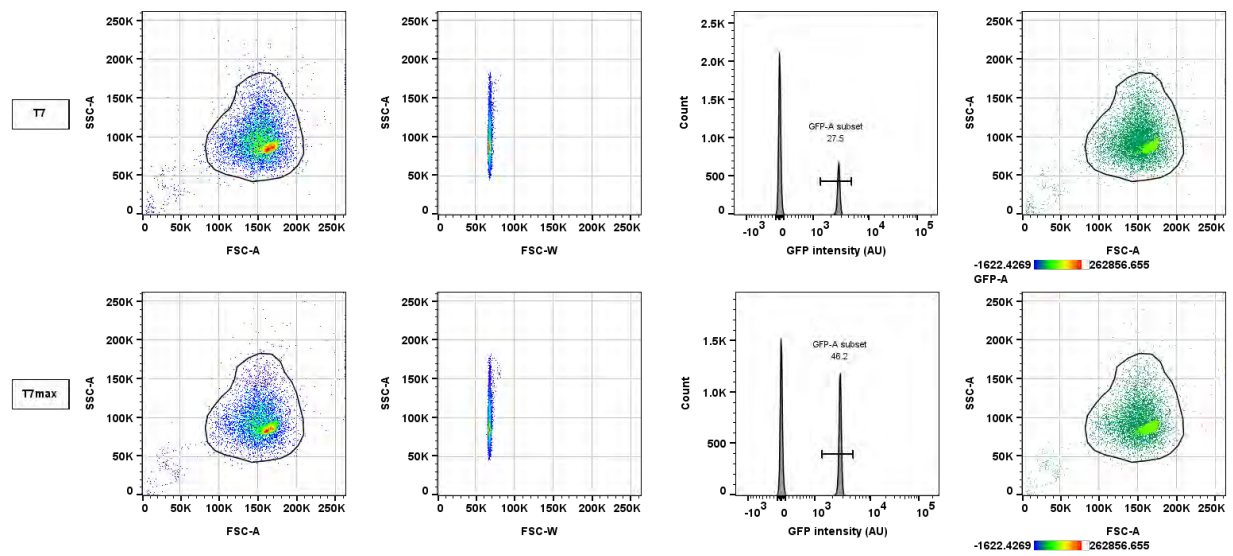 T7
250K
200K
150K
100K
50K
0
SSC-A
0 50K 100K 150K 200K 250K
FSC-A
250K
200K
150K
100K
50K
0
SSC-A
0 50K 100K 150K 200K 250K
FSC-W
2.5K
2.0K
1.5K
1.0K
500
0
Count
GFP-A subset
27.5
-10^3 0 10^3 10^4 10^5
GFP intensity (AU)
250K
200K
150K
100K
50K
0
SSC-A
0 50K 100K 150K 200K 250K
FSC-A
-1622.4269 262856.655
GFP-A
T7max
250K
200K
150K
100K
50K
0
SSC-A
0 50K 100K 150K 200K 250K
FSC-A
250K
200K
150K
100K
50K
0
SSC-A
0 50K 100K 150K 200K 250K
FSC-W
1.5K
1.0K
500
0
Count
GFP-A subset
46.2
-10^3 0 10^3 10^4 10^5
GFP intensity (AU)
250K
200K
150K
100K
50K
0
SSC-A
0 50K 100K 150K 200K 250K
FSC-A
-1622.4269 262856.655